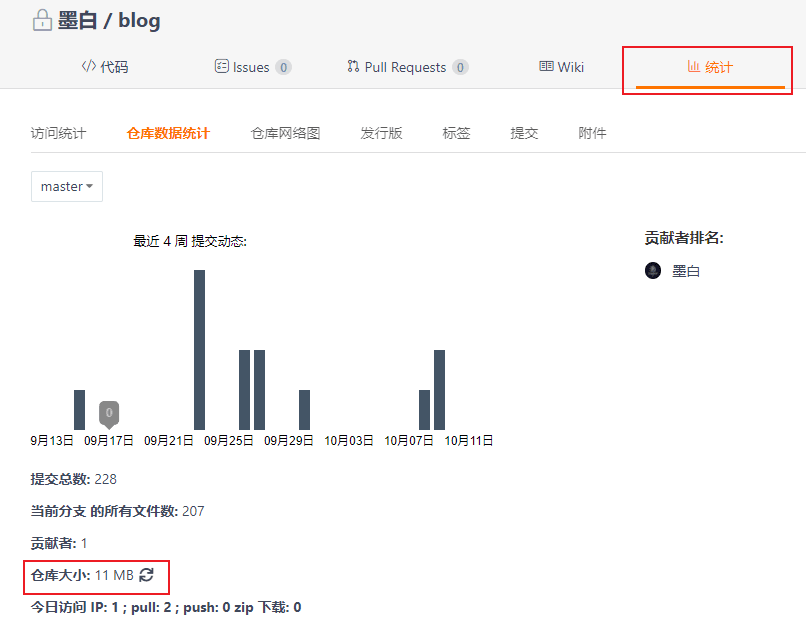 墨白 / blog
代码 Issues 0 Pull Requests 0 Wiki 统计
访问统计 仓库数据统计 仓库网络图 发行版 标签 提交 附件
master
最近 4 周 提交动态:
贡献者排名:
墨白
0
9月13日 09月17日 09月21日 09月25日 09月29日 10月03日 10月07日 10月11日
提交总数: 228
当前分支 的所有文件数: 207
贡献者: 1
仓库大小: 11 MB
今日访问 IP: 1 ; pull: 2 ; push: 0 zip 下载: 0